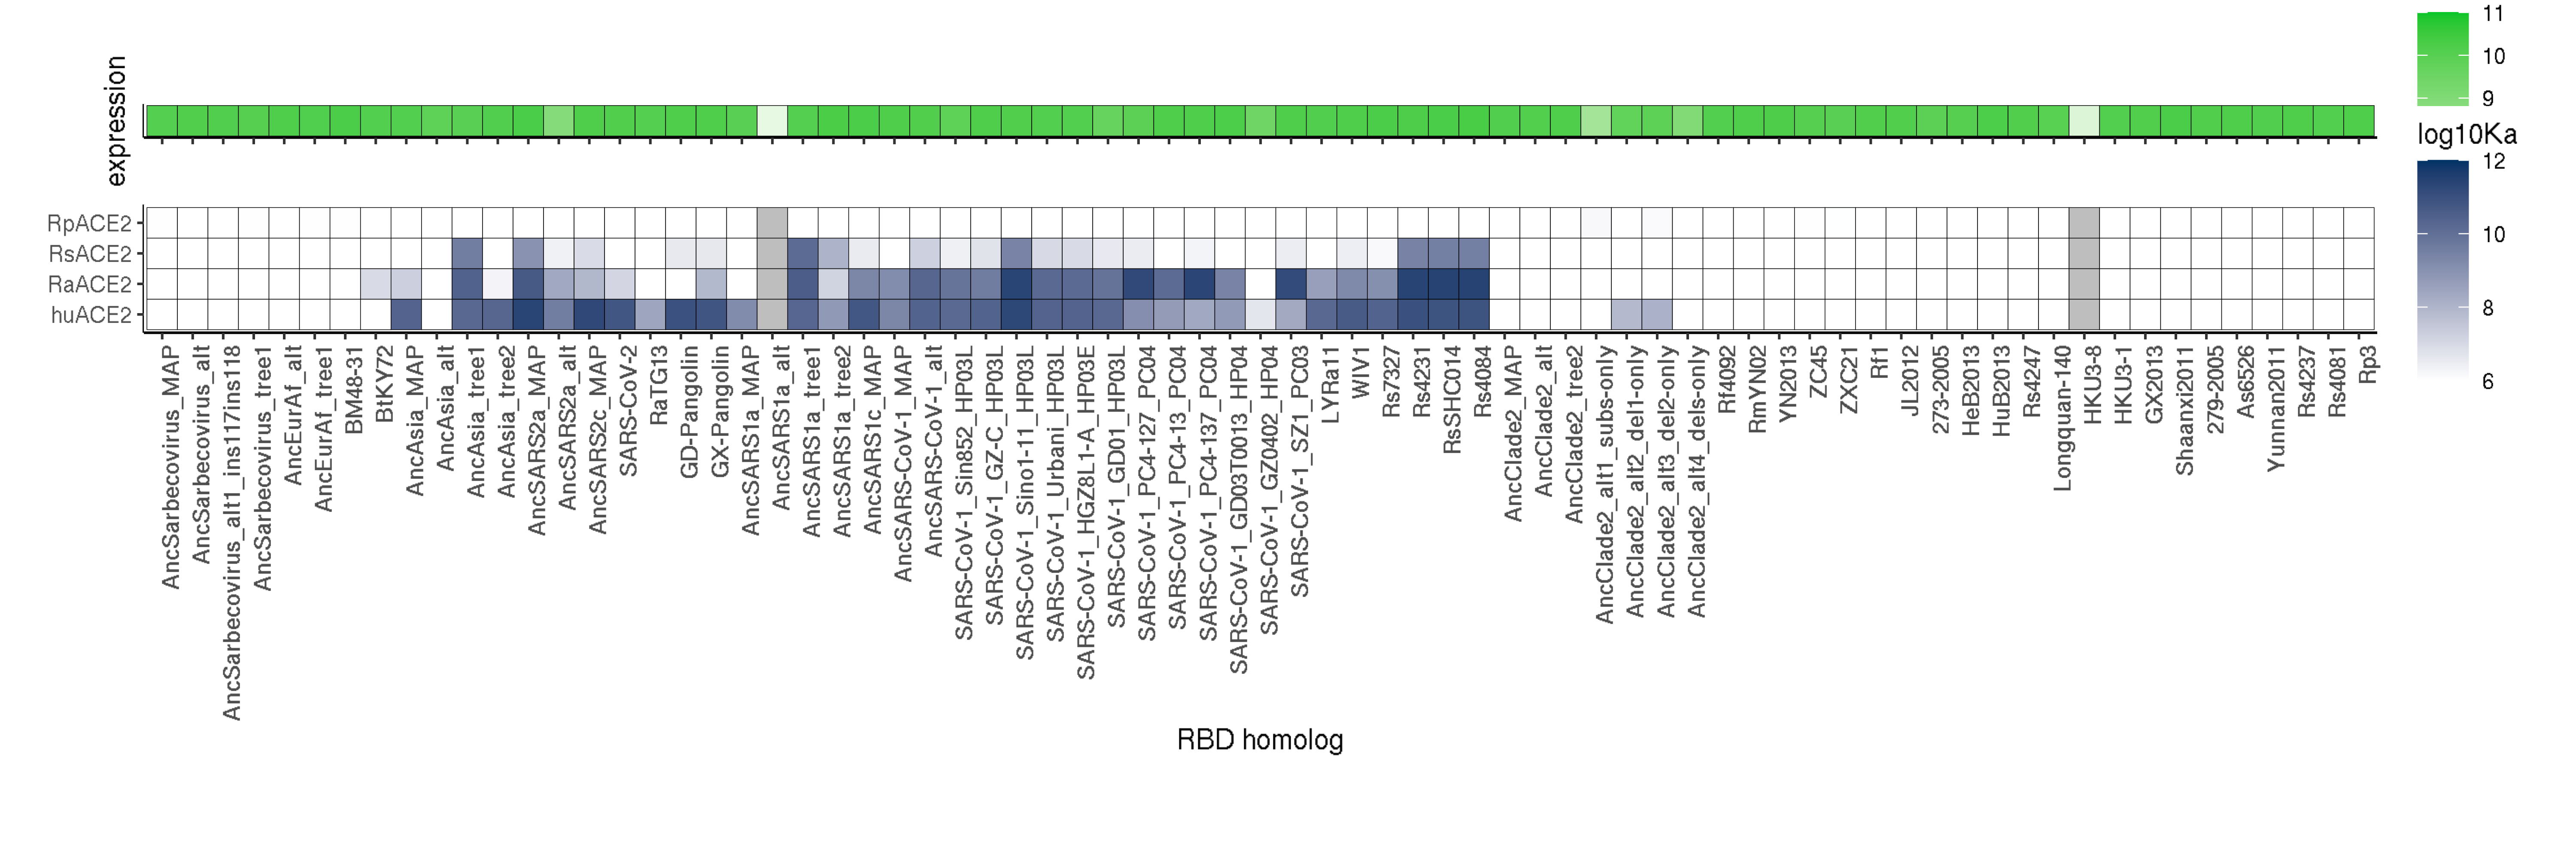 expression
11
10
9
log10Ka
12
10
8
6
RpACE2
RsACE2
RaACE2
huACE2
AncSarbecovirus_MAP
AncSarbecovirus_alt
AncSarbecovirus_alt1_ins117ins118
AncSarbecovirus_tree1
AncEurAf_alt
AncEurAf_tree1
BM48-31
BtKY72
AncAsia_MAP
AncAsia_alt
AncAsia_tree1
AncAsia_tree2
AncSARS2a_MAP
AncSARS2a_alt
AncSARS2c_MAP
SARS-CoV-2
RaTG13
GD-Pangolin
GX-Pangolin
AncSARS1a_MAP
AncSARS1a_alt
AncSARS1a_tree1
AncSARS1a_tree2
AncSARS1c_MAP
AncSARS-CoV-1_MAP
AncSARS-CoV-1_alt
SARS-CoV-1_Sin852_HP03L
SARS-CoV-1_GZ-C_HP03L
SARS-CoV-1_Sino1-11_HP03L
SARS-CoV-1_Urbani_HP03L
SARS-CoV-1_HGZ8L1-A_HP03E
SARS-CoV-1_GD01_HP03L
SARS-CoV-1_PC4-127_PC04
SARS-CoV-1_PC4-13_PC04
SARS-CoV-1_PC4-137_PC04
SARS-CoV-1_GD03T0013_HP04
SARS-CoV-1_GZ0402_HP04
SARS-CoV-1_SZ1_PC03
LYRa11
WIV1
Rs7327
Rs4231
RsSHC014
Rs4084
AncClade2_MAP
AncClade2_alt
AncClade2_tree2
AncClade2_alt1_subs-only
AncClade2_alt2_del1-only
AncClade2_alt3_del2-only
AncClade2_alt4_dels-only
Rf4092
RmYN02
YN2013
ZC45
ZXC21
Rf1
JL2012
273-2005
HeB2013
HuB2013
Rs4247
Longquan-140
HKU3-8
HKU3-1
GX2013
Shaanxi2011
279-2005
As6526
Yunnan2011
Rs4237
Rs4081
Rp3
RBD homolog